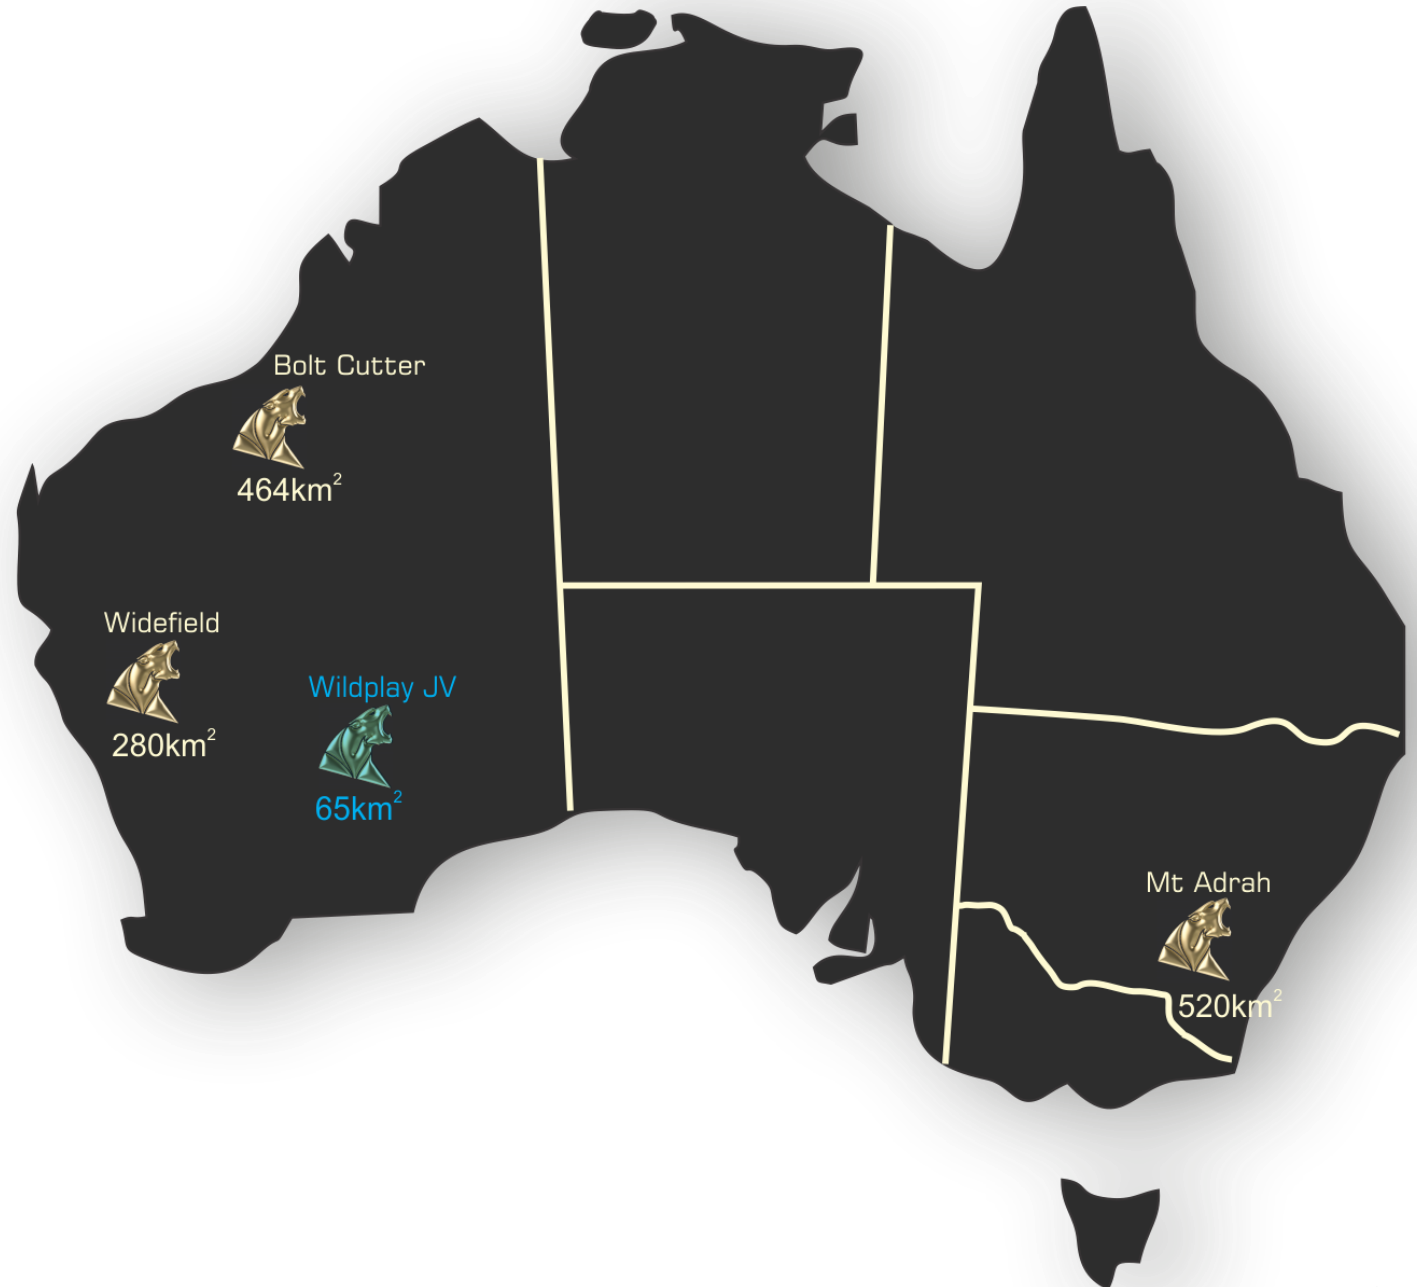 Bolt Cutter
464km²
Widefield
280km²
Wildplay JV
65km²
Mt Adrah
520km²